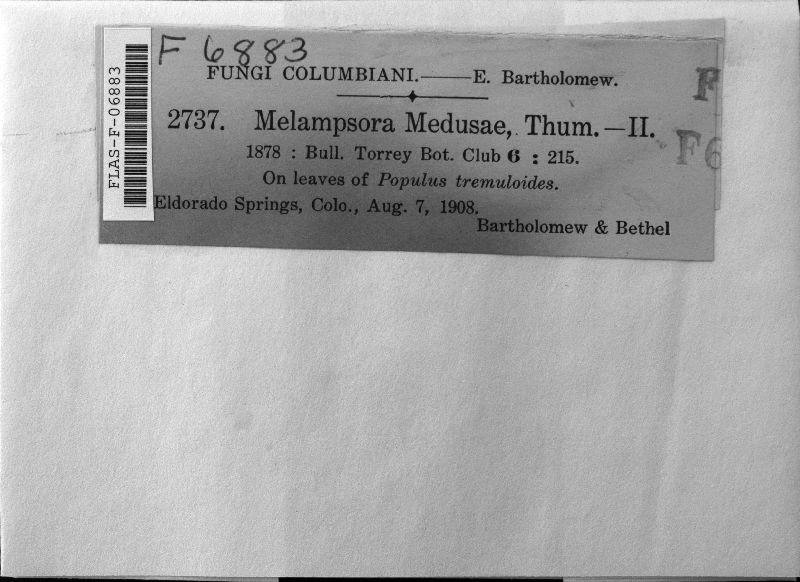 F 6883
FLAS-F-06883
FUNGI COLUMBIANI.——E. Bartholomew.
2737. Melampsora Medusae, Thum.—II.
1878 : Bull. Torrey Bot. Club 6 : 215.
On leaves of Populus tremuloides.
Eldorado Springs, Colo., Aug. 7, 1908.
Bartholomew & Bethel
F
F6